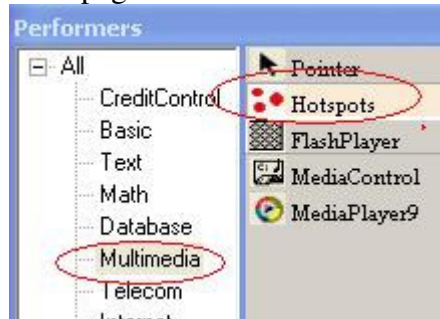 Performers
All
CreditControl
Basic
Text
Math
Database
Multimedia
Telecom
Pointer
Hotspots
FlashPlayer
MediaControl
MediaPlayer9